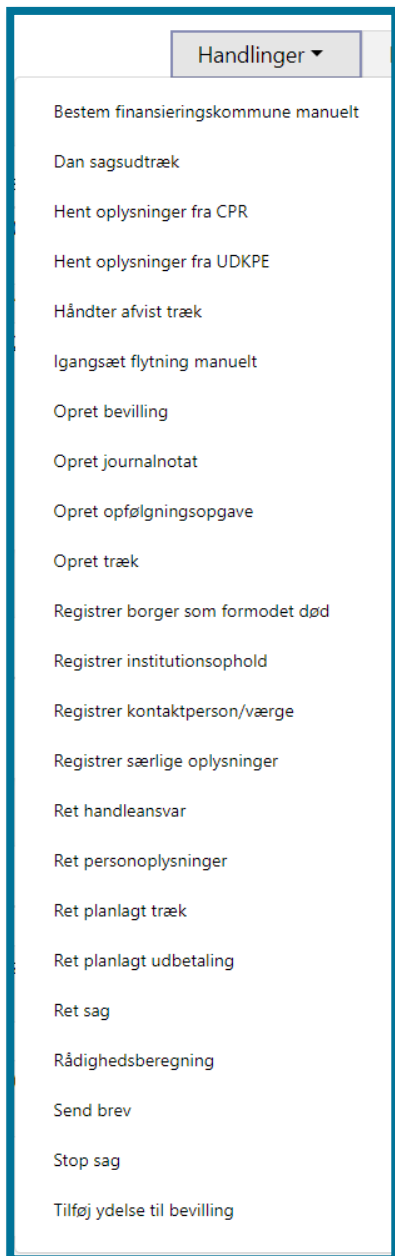 Handlinger
Bestem finansieringskommune manuelt
Dan sagsudtræk
Hent oplysninger fra CPR
Hent oplysninger fra UDKPE
Håndter afvist træk
Igangsæt flytning manuelt
Opret bevilling
Opret journalnotat
Opret opfølgningsopgave
Opret træk
Registrer borger som formodet død
Registrer institutionsophold
Registrer kontaktperson/værge
Registrer særlige oplysninger
Ret handleansvar
Ret personoplysninger
Ret planlagt træk
Ret planlagt udbetaling
Ret sag
Rådighedsberegning
Send brev
Stop sag
Tilføj ydelse til bevilling